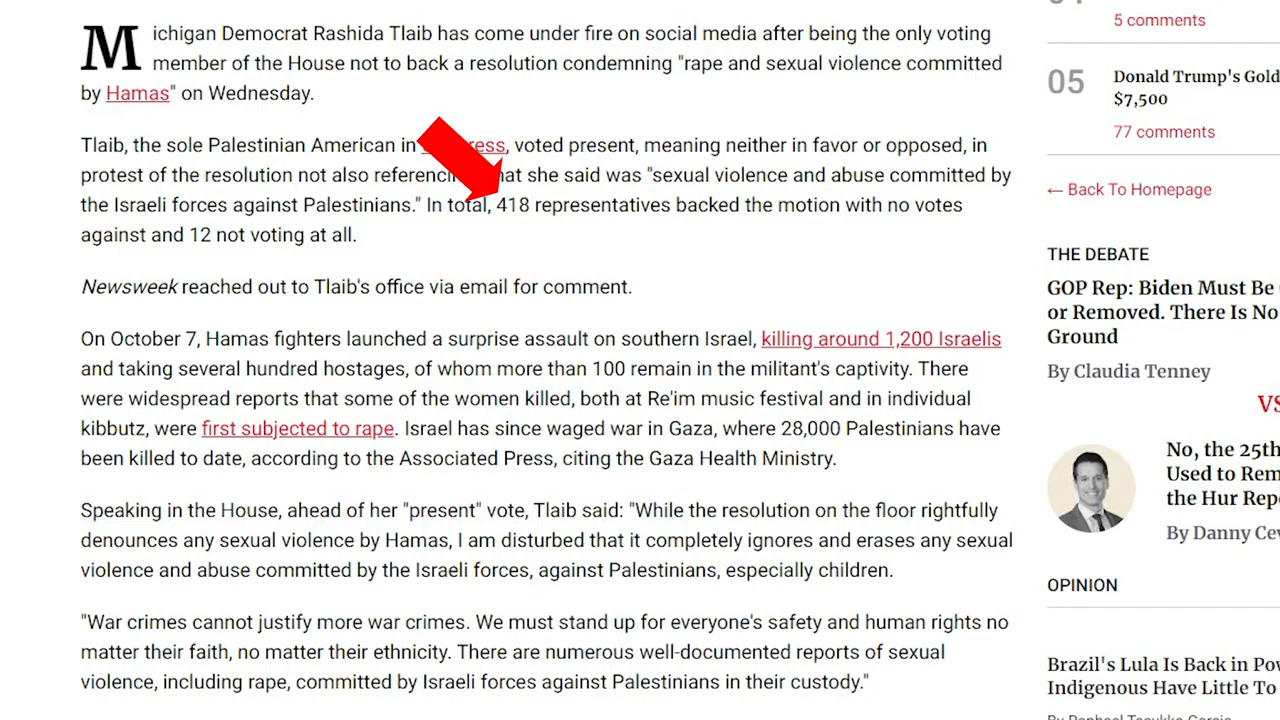 Michigan Democrat Rashida Tlaib has come under fire on social media after being the only voting
member of the House not to back a resolution condemning "rape and sexual violence committed
by Hamas" on Wednesday.
Tlaib, the sole Palestinian American in , voted present, meaning neither in favor or opposed, in
protest of the resolution not also she said was "sexual violence and abuse committed by
the Israeli forces against Palestinians." In total, 418 representatives backed the motion with no votes
against and 12 not voting at all.
Newsweek reached out to Tlaib's office via email for comment.
On October 7, Hamas fighters launched a surprise assault on southern Israel, killing around 1,200 Israelis
and taking several hundred hostages, of whom more than 100 remain in the militant's captivity. There
were widespread reports that some of the women killed, both at Re'im music festival and in individual
kibbutz, were first subjected to rape. Israel has since waged war in Gaza, where 28,000 Palestinians have
been killed to date, according to the Associated Press, citing the Gaza Health Ministry.
Speaking in the House, ahead of her "present" vote, Tlaib said: "While the resolution on the floor rightfully
denounces any sexual violence by Hamas, I am disturbed that it completely ignores and erases any sexual
violence and abuse committed by the Israeli forces, against Palestinians, especially children.
"War crimes cannot justify more war crimes. We must stand up for everyone's safety and human rights no
matter their faith, no matter their ethnicity. There are numerous well-documented reports of sexual
violence, including rape, committed by Israeli forces against Palestinians in their custody."
5 comments
05
Donald Trump's Gold
$7,500
77 comments
← Back To Homepage
THE DEBATE
GOP Rep: Biden Must Be
or Removed. There Is No
Ground
By Claudia Tenney
VS
No, the 25th
Used to Rem
the Hur Rep
By Danny Cev
OPINION
Brazil's Lula Is Back in Pow
Indigenous Have Little To